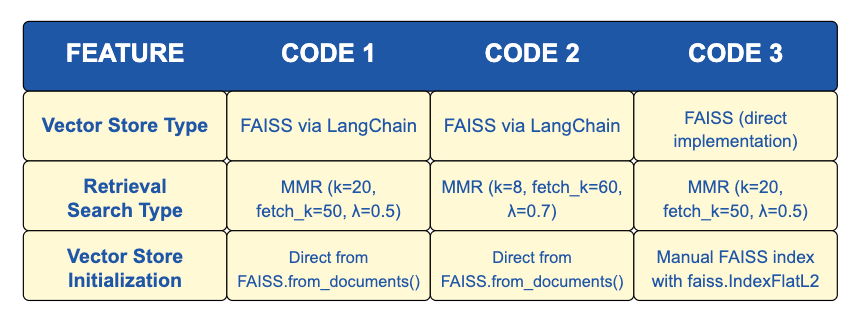 FEATURE CODE 1 CODE 2 CODE 3
Vector Store Type
FAISS via LangChain
FAISS via LangChain
FAISS (direct
implementation)
Retrieval
Search Type
MMR (k=20,
fetch_k=50, λ=0.5)
MMR (k=8, fetch_k=60,
λ=0.7)
MMR (k=20,
fetch_k=50, λ=0.5)
Vector Store
Initialization
Direct from
FAISS.from_documents()
Direct from
FAISS.from_documents()
Manual FAISS index
with faiss.IndexFlatL2